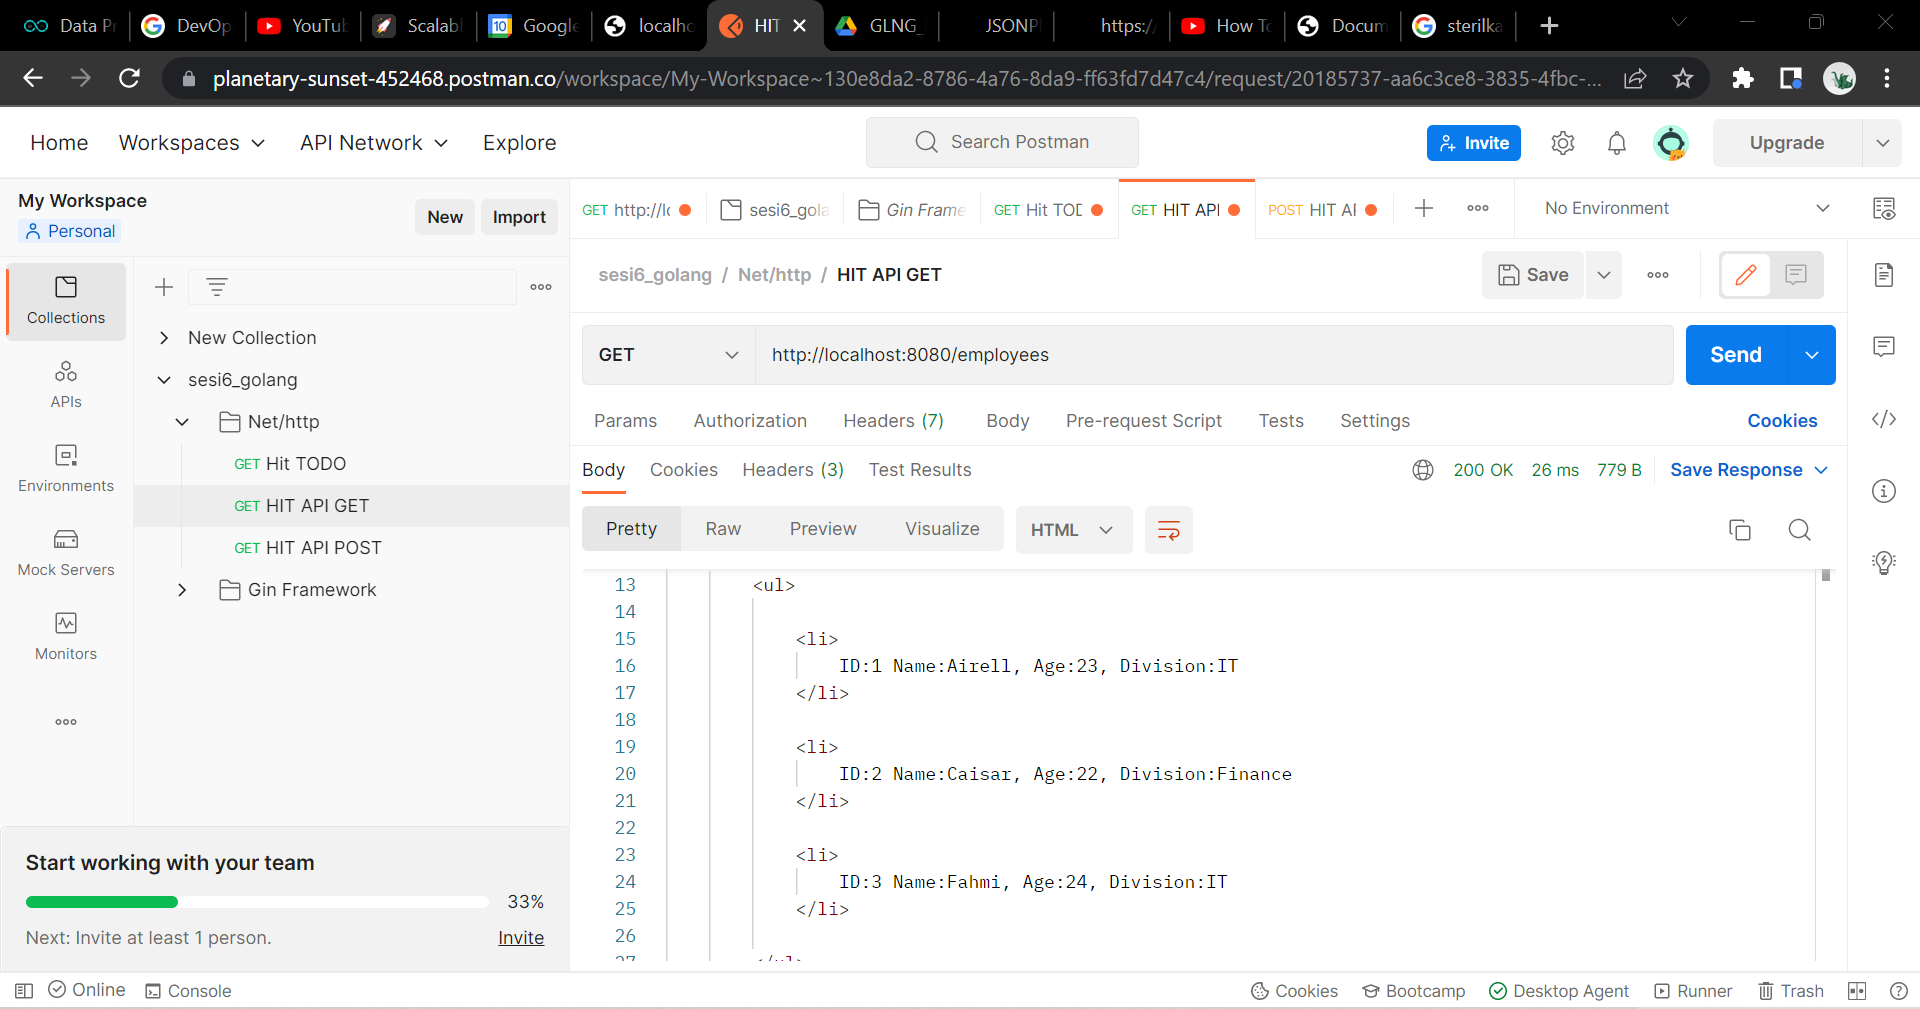 Data P
DevOp
YouTub
Scalabl
Google
localho
HIT
GLNG_
JSONP
https:/
How To
Docum
sterilka
planetary-sunset-452468.postman.co/workspace/My-Workspace~130e8da2-8786-4a76-8da9-ff63fd7d47c4/request/20185737-aa6c3ce8-3835-4fbc-...
Home Workspaces API Network Explore Search Postman Invite Upgrade
My Workspace
Personal
New Import
GET http://lc sesi6_gola Gin Frame GET Hit TOD GET HIT API POST HIT AF No Environment
Collections
APIs
Environments
Mock Servers
Monitors
New Collection
sesi6_golang
Net/http
GET Hit TODO
GET HIT API GET
GET HIT API POST
Gin Framework
sesi6_golang / Net/http / HIT API GET Save
GET http://localhost:8080/employees Send
Params Authorization Headers (7) Body Pre-request Script Tests Settings Cookies
Body Cookies Headers (3) Test Results 200 OK 26 ms 779 B Save Response
Pretty Raw Preview Visualize HTML
13 <ul>
14
15 <li>
16 ID:1 Name:Airell, Age:23, Division:IT
17 </li>
18
19 <li>
20 ID:2 Name:Caisar, Age:22, Division:Finance
21 </li>
22
23 <li>
24 ID:3 Name:Fahmi, Age:24, Division:IT
25 </li>
26
27 </ul>
Start working with your team
33%
Next: Invite at least 1 person. Invite
Online Console Cookies Bootcamp Desktop Agent Runner Trash